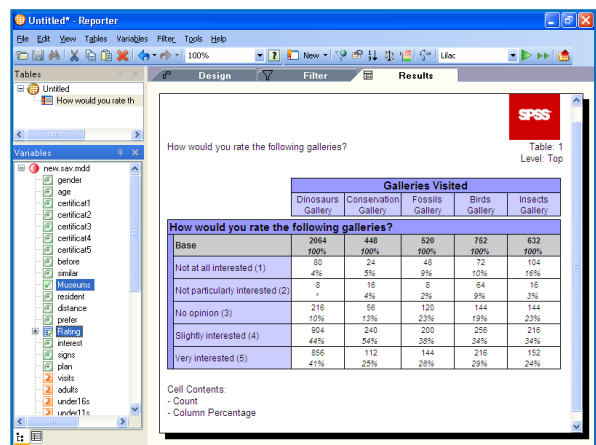 Untitled* - Reporter
File Edit View Tables Variables Filter Tools Help
100% New Lilac
Tables
Untitled
How would you rate th
Variables
new.sav.mdd
gender
age
certificat1
certificat2
certificat3
certificat4
certificat5
before
similar
Museums
resident
distance
prefer
Rating
interest
signs
plan
visits
adults
under16s
under11s
Design Filter Results
SPSS
How would you rate the following galleries? Table: 1
Level: Top
Galleries Visited
Dinosaurs Gallery Conservation Gallery Fossils Gallery Birds Gallery Insects Gallery
How would you rate the following galleries?
Base 2064 448 520 752 632
100% 100% 100% 100% 100%
Not at all interested (1) 80 24 48 72 104
4% 5% 9% 10% 16%
Not particularly interested (2) 8 16 8 64 16
* 4% 2% 9% 3%
No opinion (3) 216 56 120 144 144
10% 13% 23% 19% 23%
Slightly interested (4) 904 240 200 256 216
44% 54% 38% 34% 34%
Very interested (5) 856 112 144 216 152
41% 25% 28% 29% 24%
Cell Contents:
- Count
- Column Percentage